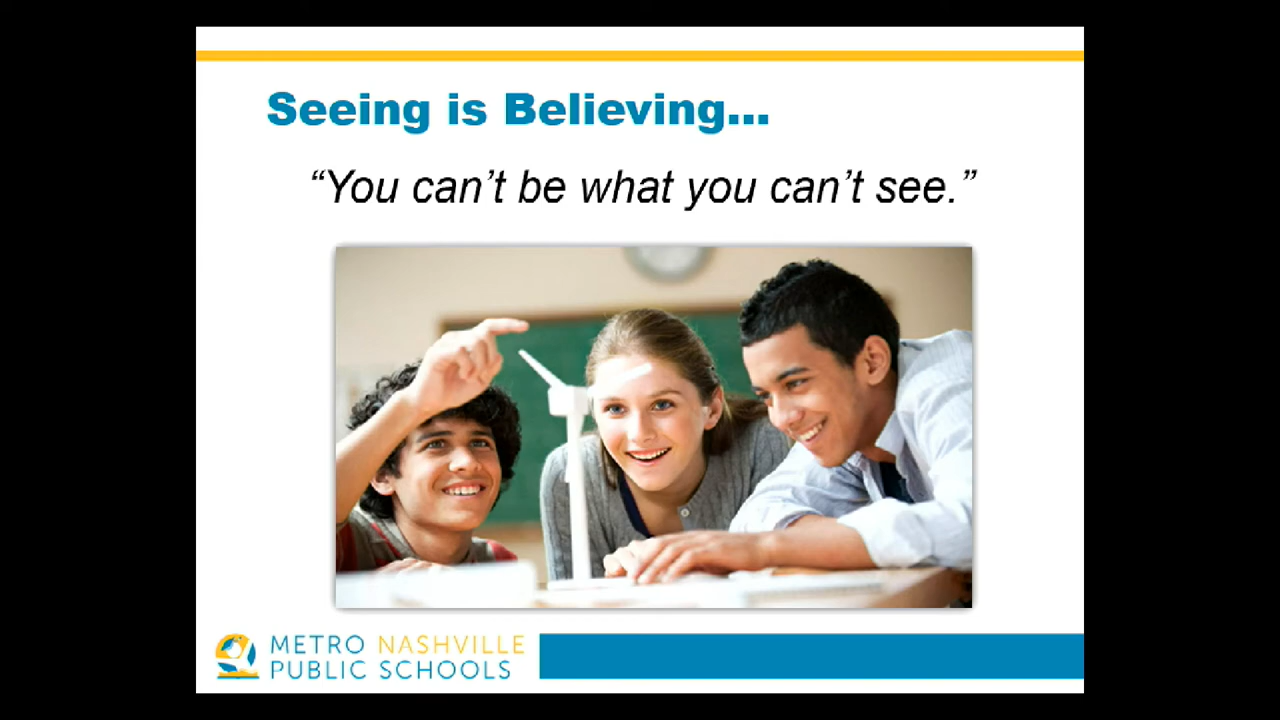 Seeing is Believing...
“You can’t be what you can’t see.”
METRO NASHVILLE
PUBLIC SCHOOLS